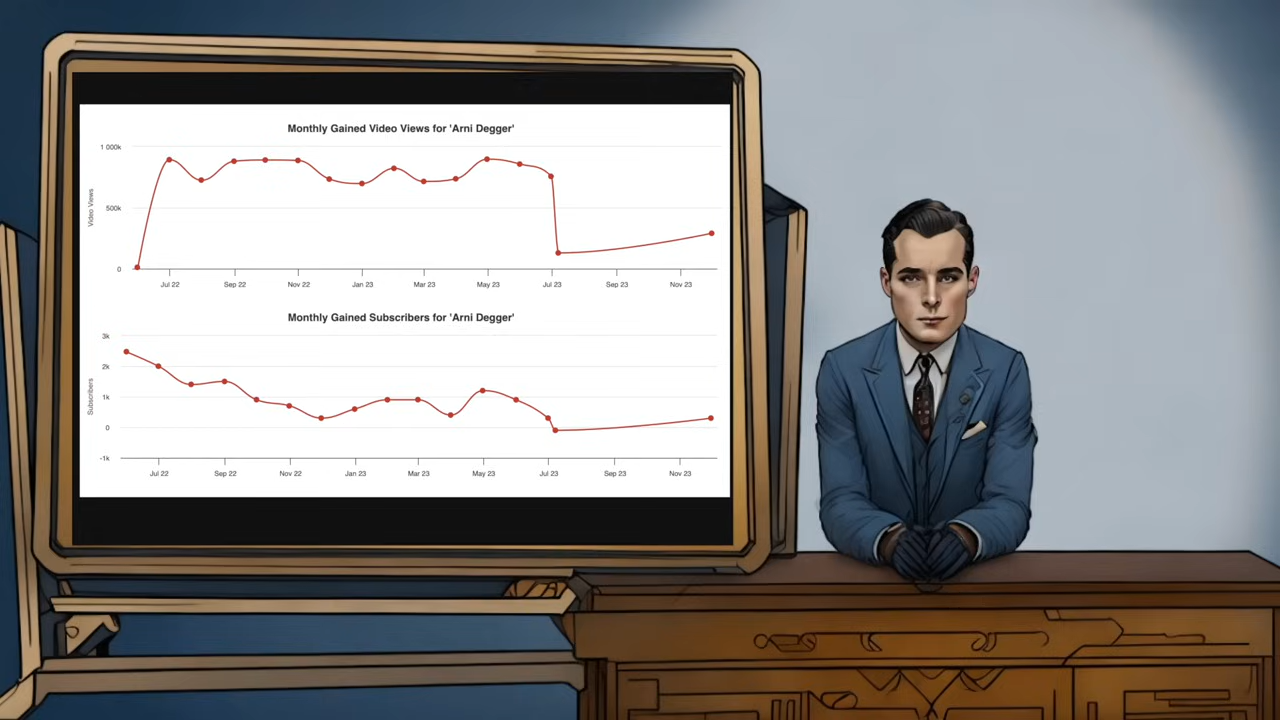 Monthly Gained Video Views for 'Arni Degger'
1 000k
500k
0
Video Views
Jul 22 Sep 22 Nov 22 Jan 23 Mar 23 May 23 Jul 23 Sep 23 Nov 23
Monthly Gained Subscribers for 'Arni Degger'
3k
2k
1k
0
-1k
Subscribers
Jul 22 Sep 22 Nov 22 Jan 23 Mar 23 May 23 Jul 23 Sep 23 Nov 23